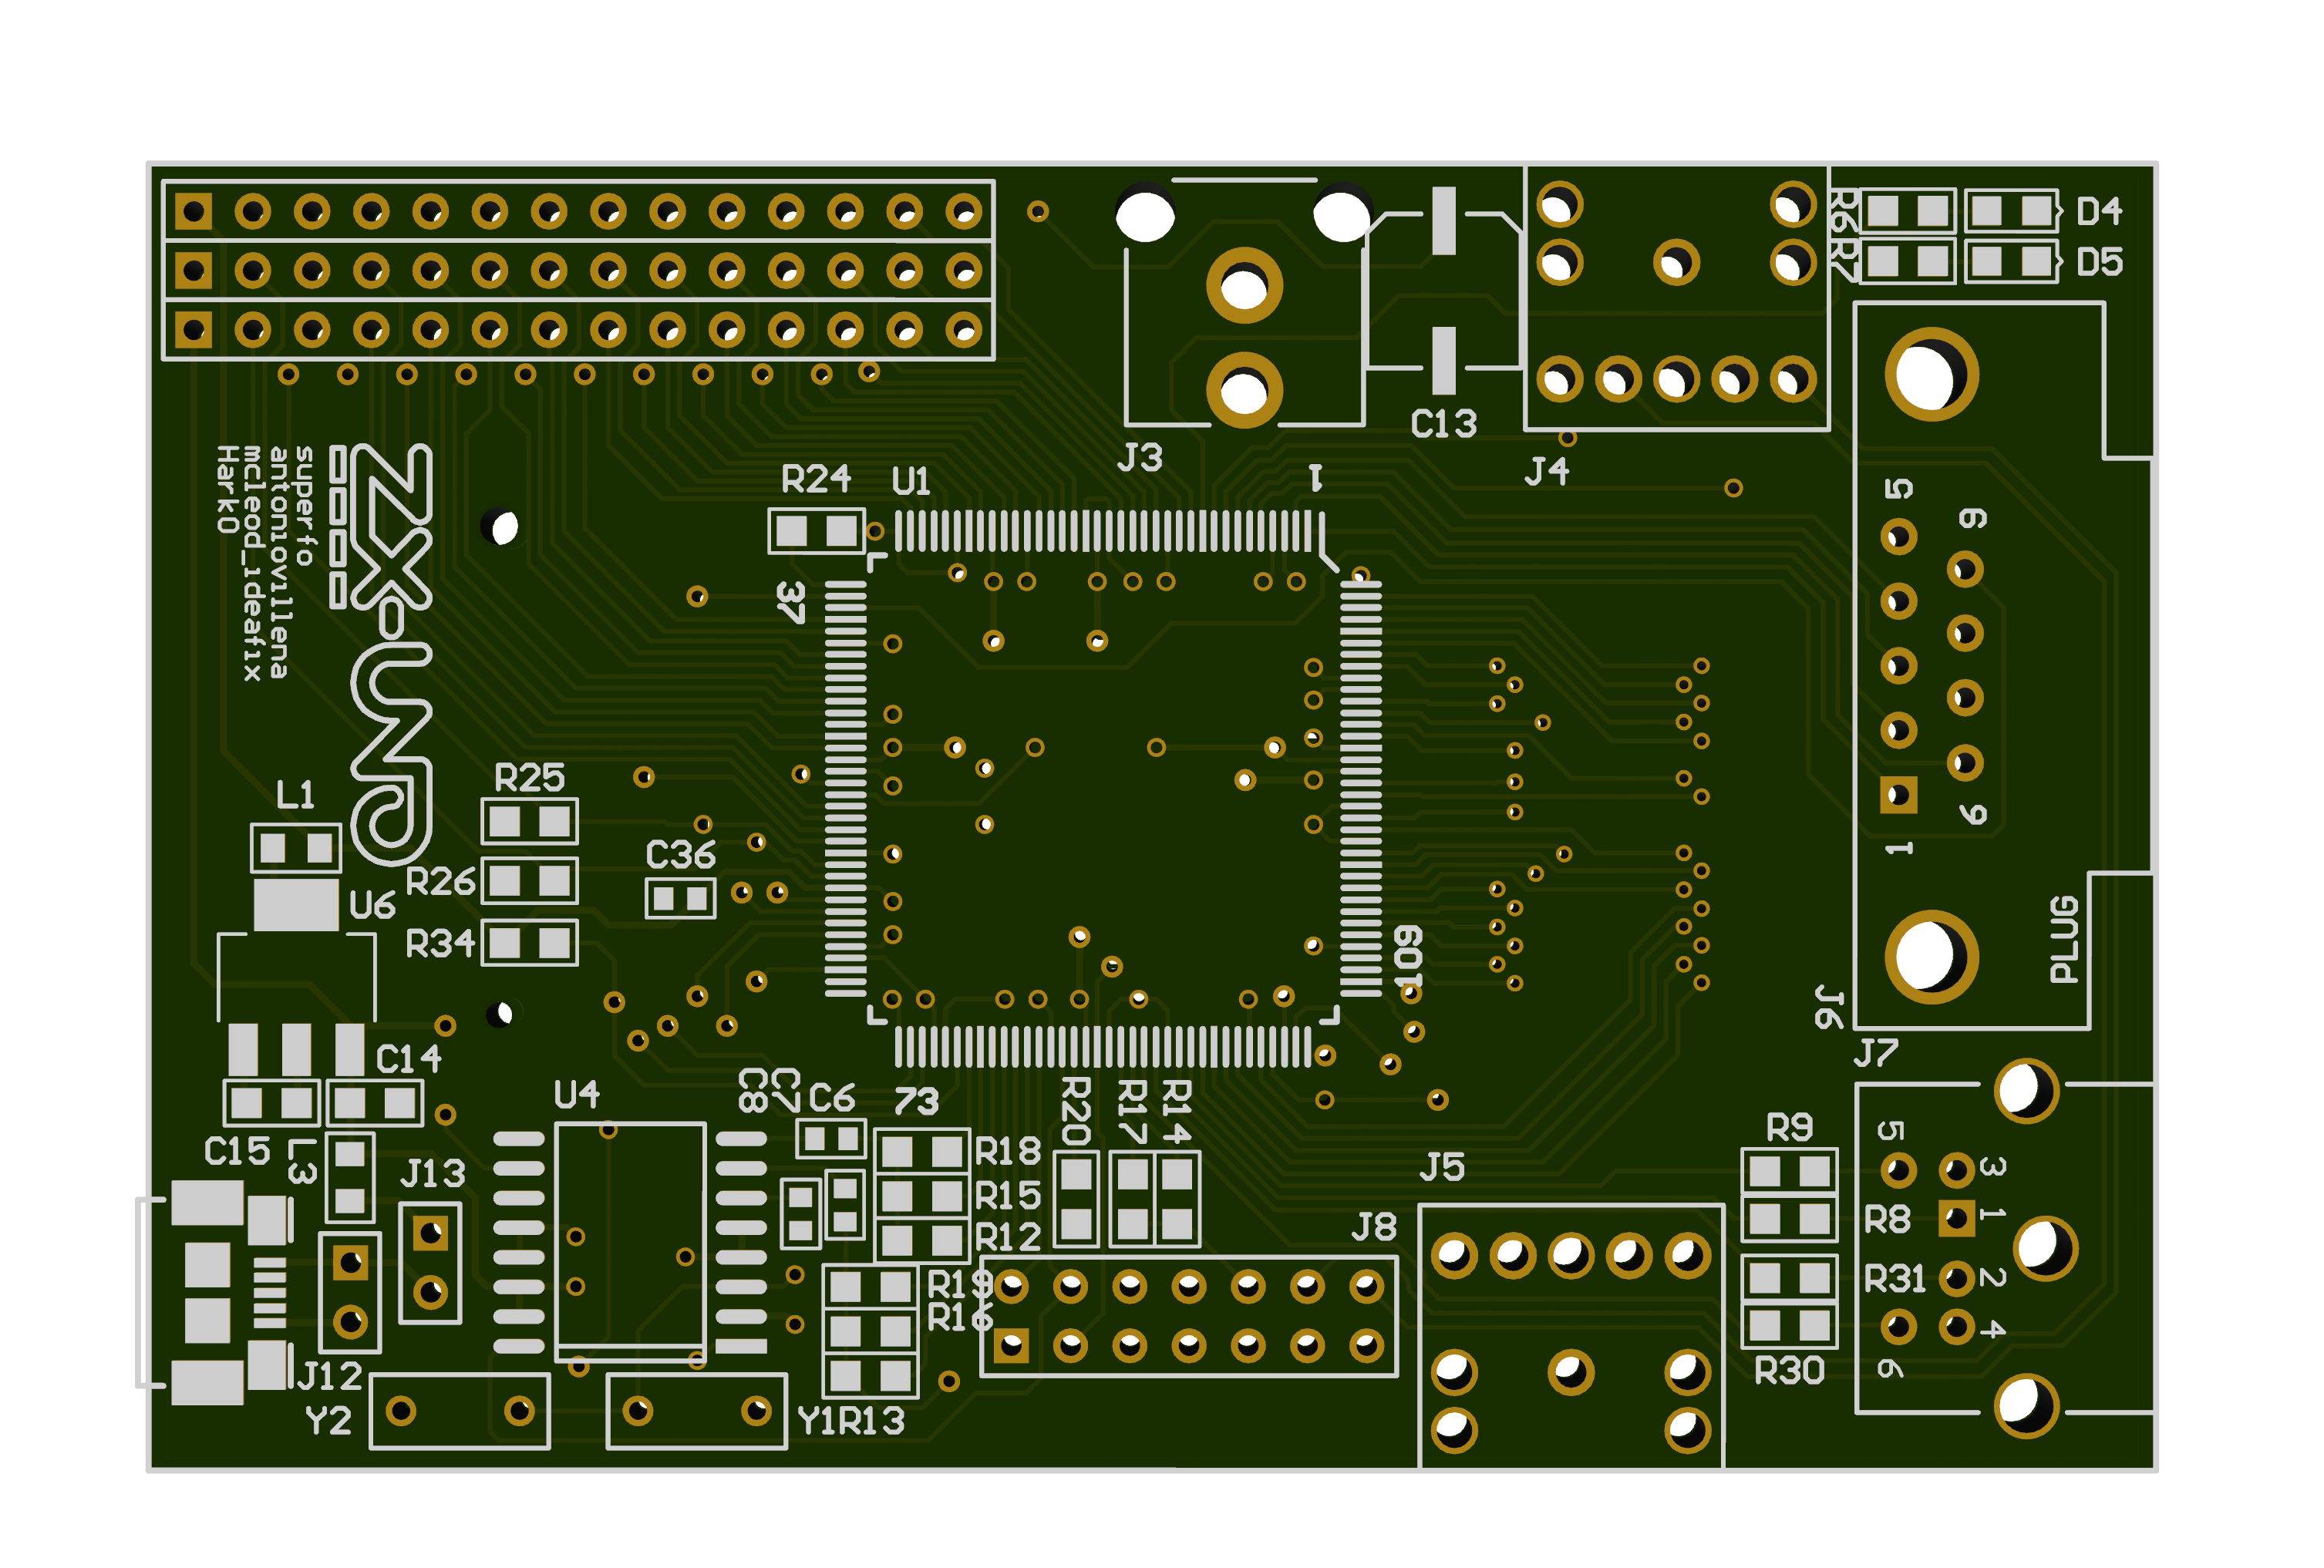 R6
R7
D4
D5
J3
C13
J4
R24
U1
1
37
superfo
antoniovillena
mcleod_ideafix
Hark0
ZX-UNO
5
9
6
1
PLUG
J6
L1
R25
C36
R26
U6
R34
109
J7
C14
U4
C8
C7
C6
73
R20
R17
R14
C15
L3
J13
R18
R15
R12
J5
R9
5
3
1
R8
J8
R31
2
R19
R16
4
R30
6
J12
Y2
Y1
R13